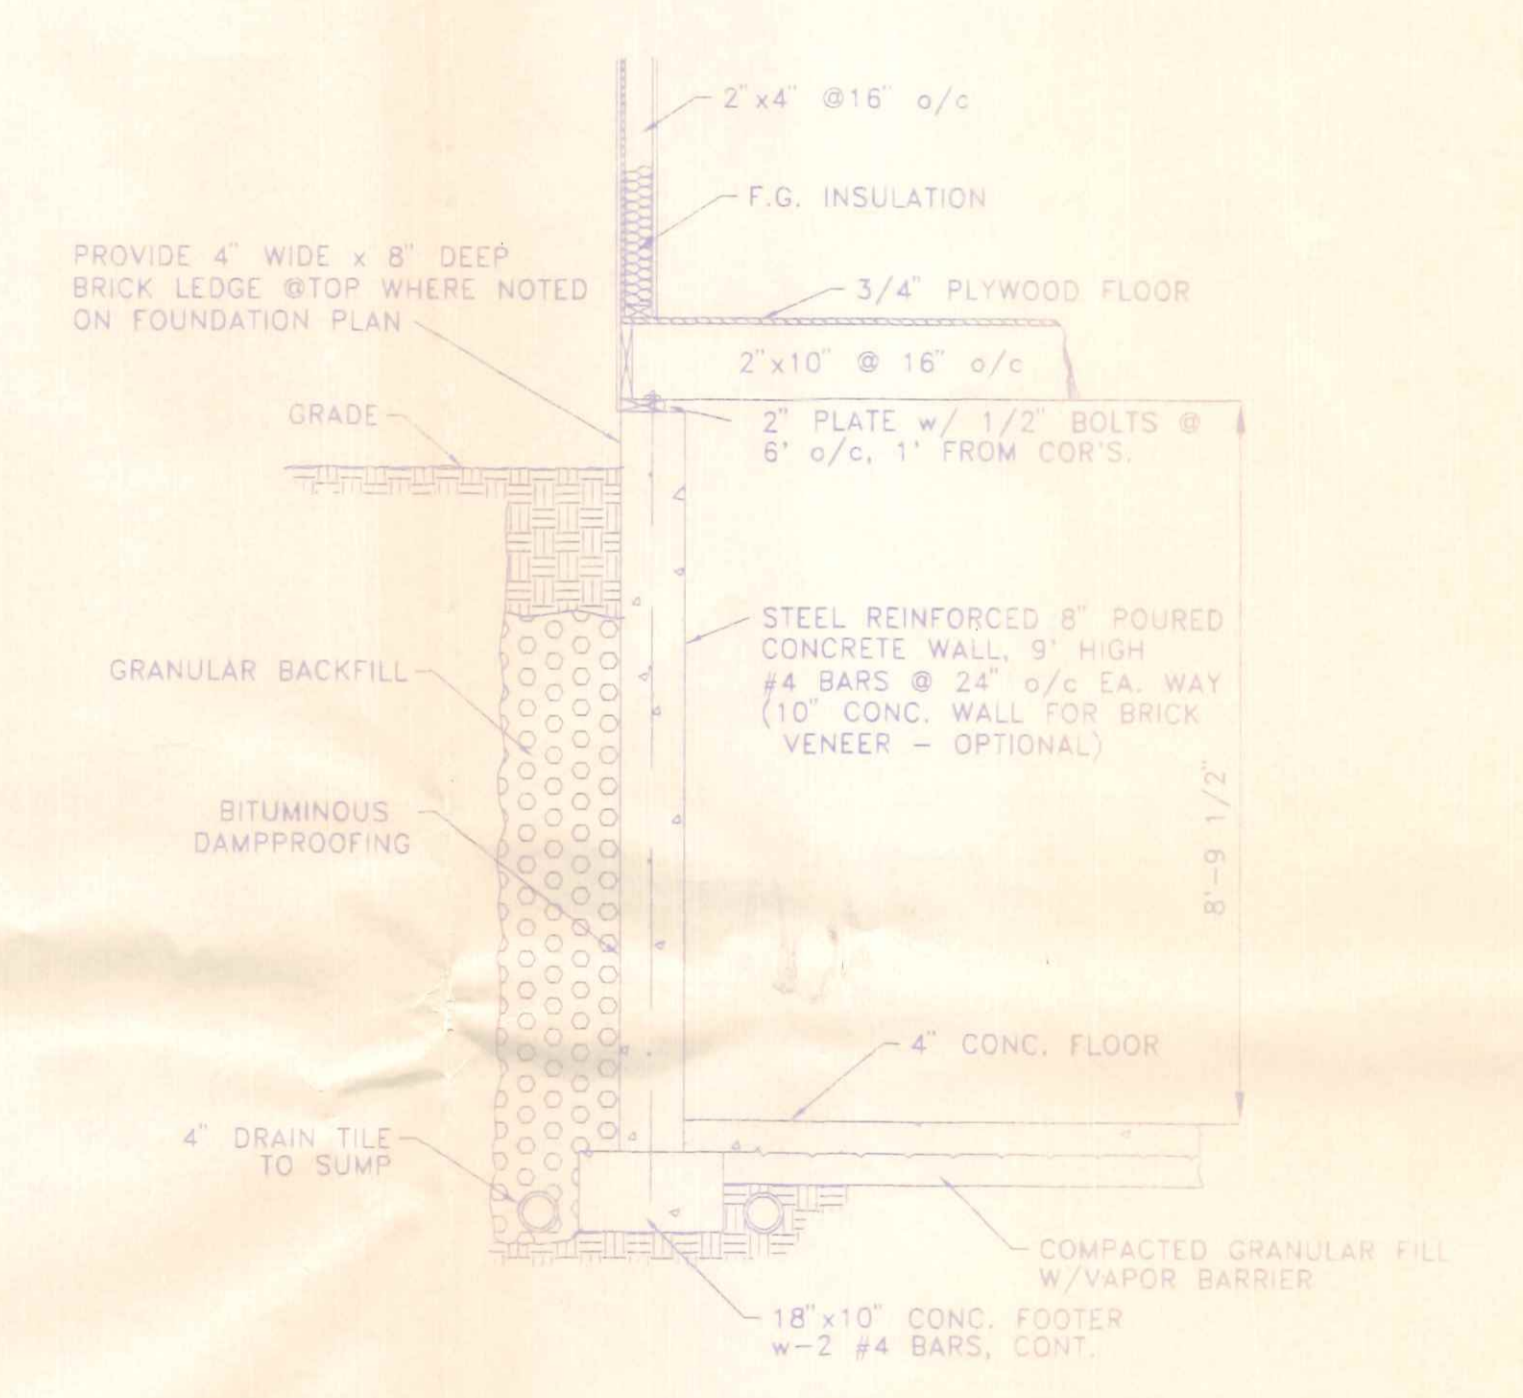 2"x4" @16" o/c
F.G. INSULATION
PROVIDE 4" WIDE x 8" DEEP
BRICK LEDGE @TOP WHERE NOTED
ON FOUNDATION PLAN
3/4" PLYWOOD FLOOR
2"x10" @ 16" o/c
GRADE
2" PLATE w/ 1/2" BOLTS @
6' o/c, 1' FROM COR'S.
STEEL REINFORCED 8" POURED
CONCRETE WALL, 9' HIGH
#4 BARS @ 24" o/c EA. WAY
(10" CONC. WALL FOR BRICK
VENEER – OPTIONAL)
GRANULAR BACKFILL
8'–9 1/2"
BITUMINOUS
DAMPPROOFING
4" CONC. FLOOR
4" DRAIN TILE
TO SUMP
COMPACTED GRANULAR FILL
W/VAPOR BARRIER
18"x10" CONC. FOOTER
w–2 #4 BARS, CONT.